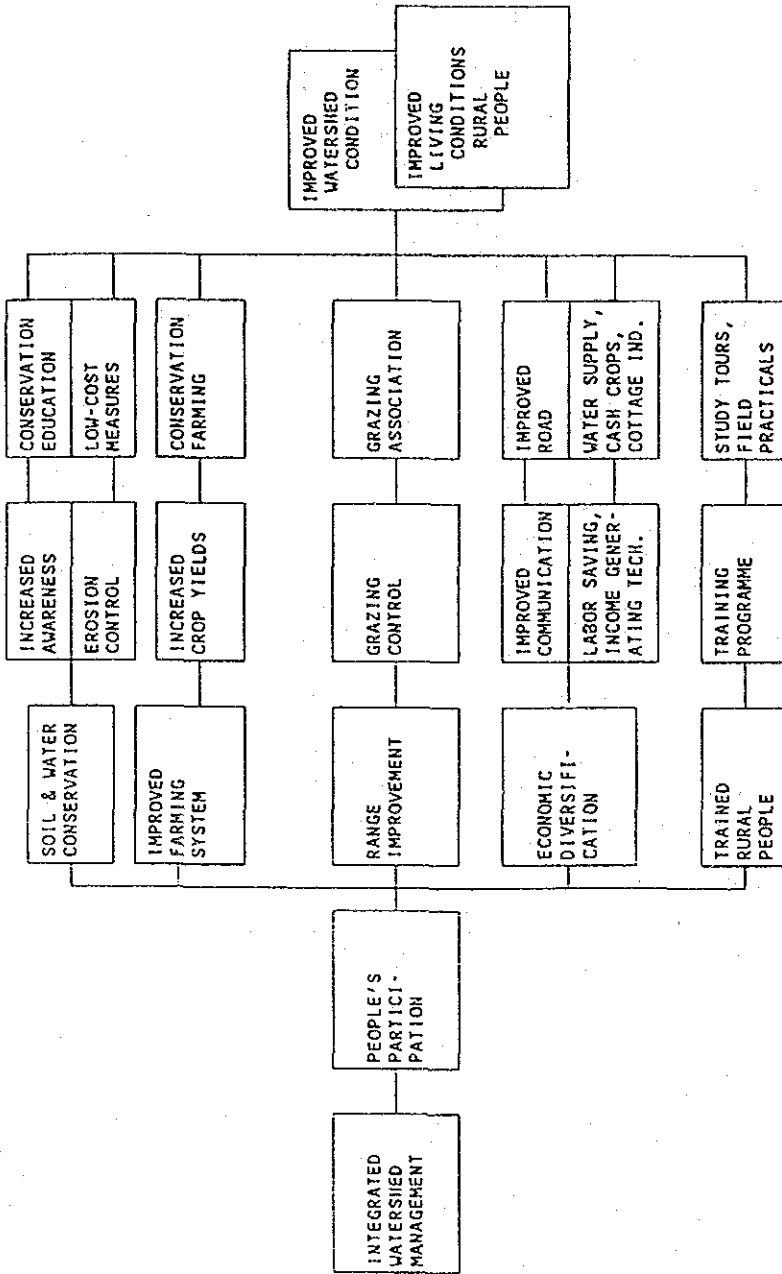 INTEGRATED
WATERSHED
MANAGEMENT
PEOPLE'S
PARTICI-
PATION
SOIL & WATER
CONSERVATION
IMPROVED
FARMING
SYSTEM
RANGE
IMPROVEMENT
ECONOMIC
DIVERSIFI-
CATION
TRAINED
RURAL
PEOPLE
INCREASED
AWARENESS
EROSION
CONTROL
INCREASED
CROP YIELDS
GRAZING
CONTROL
IMPROVED
COMMUNICATION
LABOR SAVING,
INCOME GENER-
ATING TECH.
TRAINING
PROGRAMME
CONSERVATION
EDUCATION
LOW-COST
MEASURES
CONSERVATION
FARMING
GRAZING
ASSOCIATION
IMPROVED
ROAD
WATER SUPPLY,
CASH CROPS,
COTTAGE IND.
STUDY TOURS,
FIELD
PRACTICALS
IMPROVED
WATERSHED
CONDITION
IMPROVED
LIVING
CONDITIONS
RURAL
PEOPLE